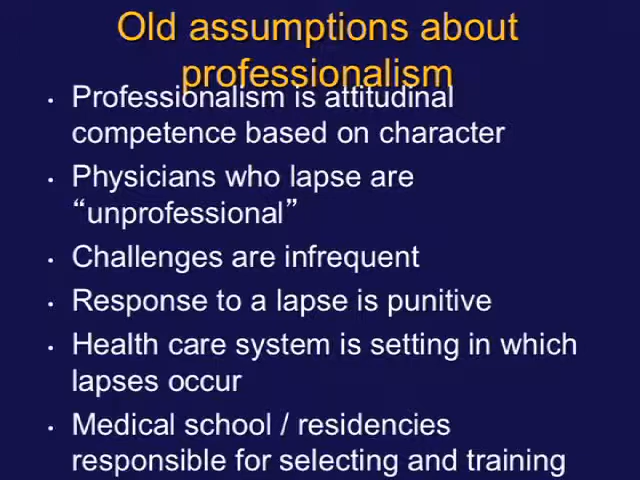 Old assumptions about
professionalism
• Professionalism is attitudinal
competence based on character
• Physicians who lapse are
“unprofessional”
• Challenges are infrequent
• Response to a lapse is punitive
• Health care system is setting in which
lapses occur
• Medical school / residencies
responsible for selecting and training